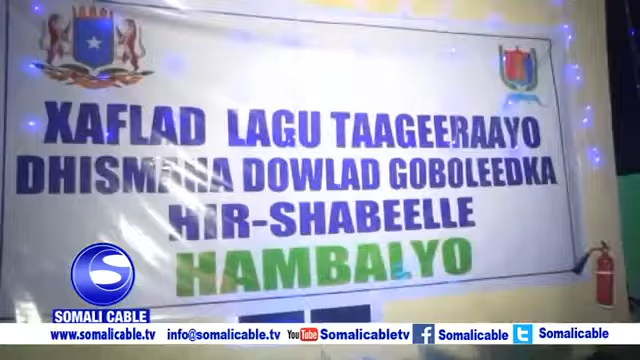 XAFLAD LAGU TAAGEERAAYO
DHISMAHA DOWLAD GOBOLEEDKA
HIR-SHABEELLE
HAMBALYO
S
SOMALI CABLE
www.somalicable.tv info@somalicable.tv YouTube Somalicabletv f Somalicable t Somalicable